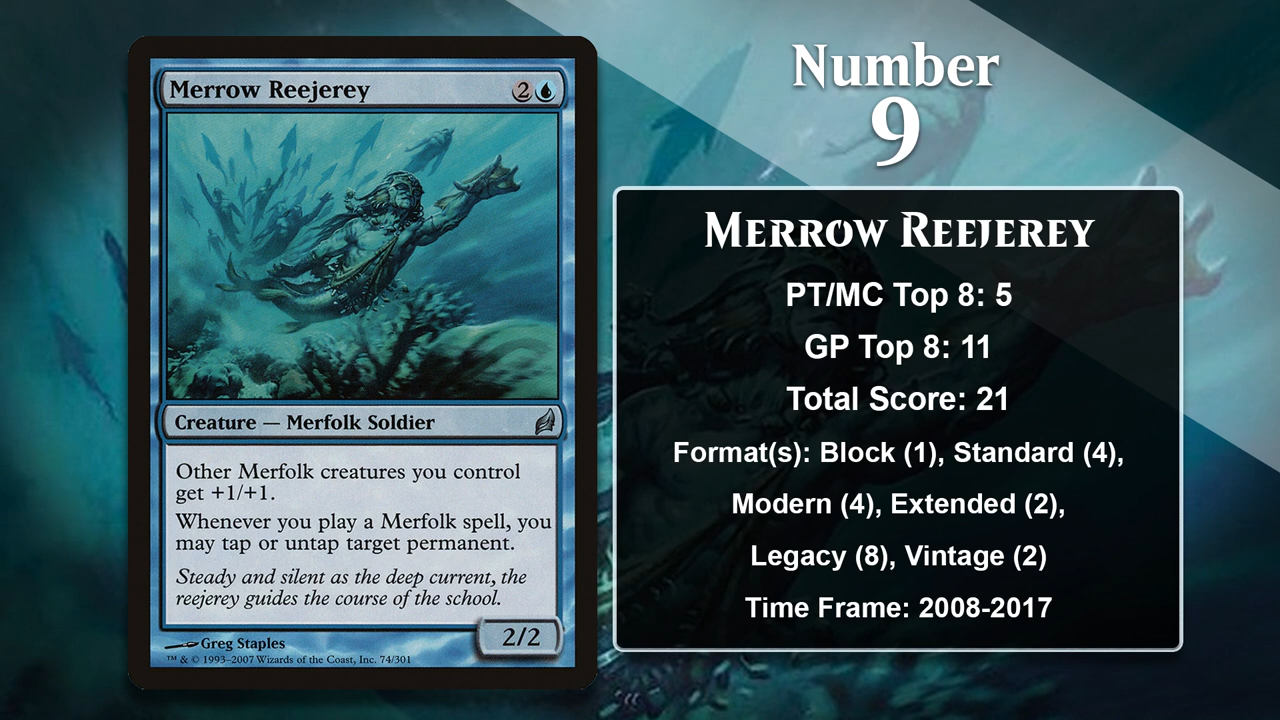 Merrow Reejerey
2
Creature — Merfolk Soldier
Other Merfolk creatures you control
get +1/+1.
Whenever you play a Merfolk spell, you
may tap or untap target permanent.
Steady and silent as the deep current, the
reejerey guides the course of the school.
2/2
Greg Staples
™ & © 1993–2007 Wizards of the Coast, Inc. 74/301
Number
9
Merrow Reejerey
PT/MC Top 8: 5
GP Top 8: 11
Total Score: 21
Format(s): Block (1), Standard (4),
Modern (4), Extended (2),
Legacy (8), Vintage (2)
Time Frame: 2008-2017